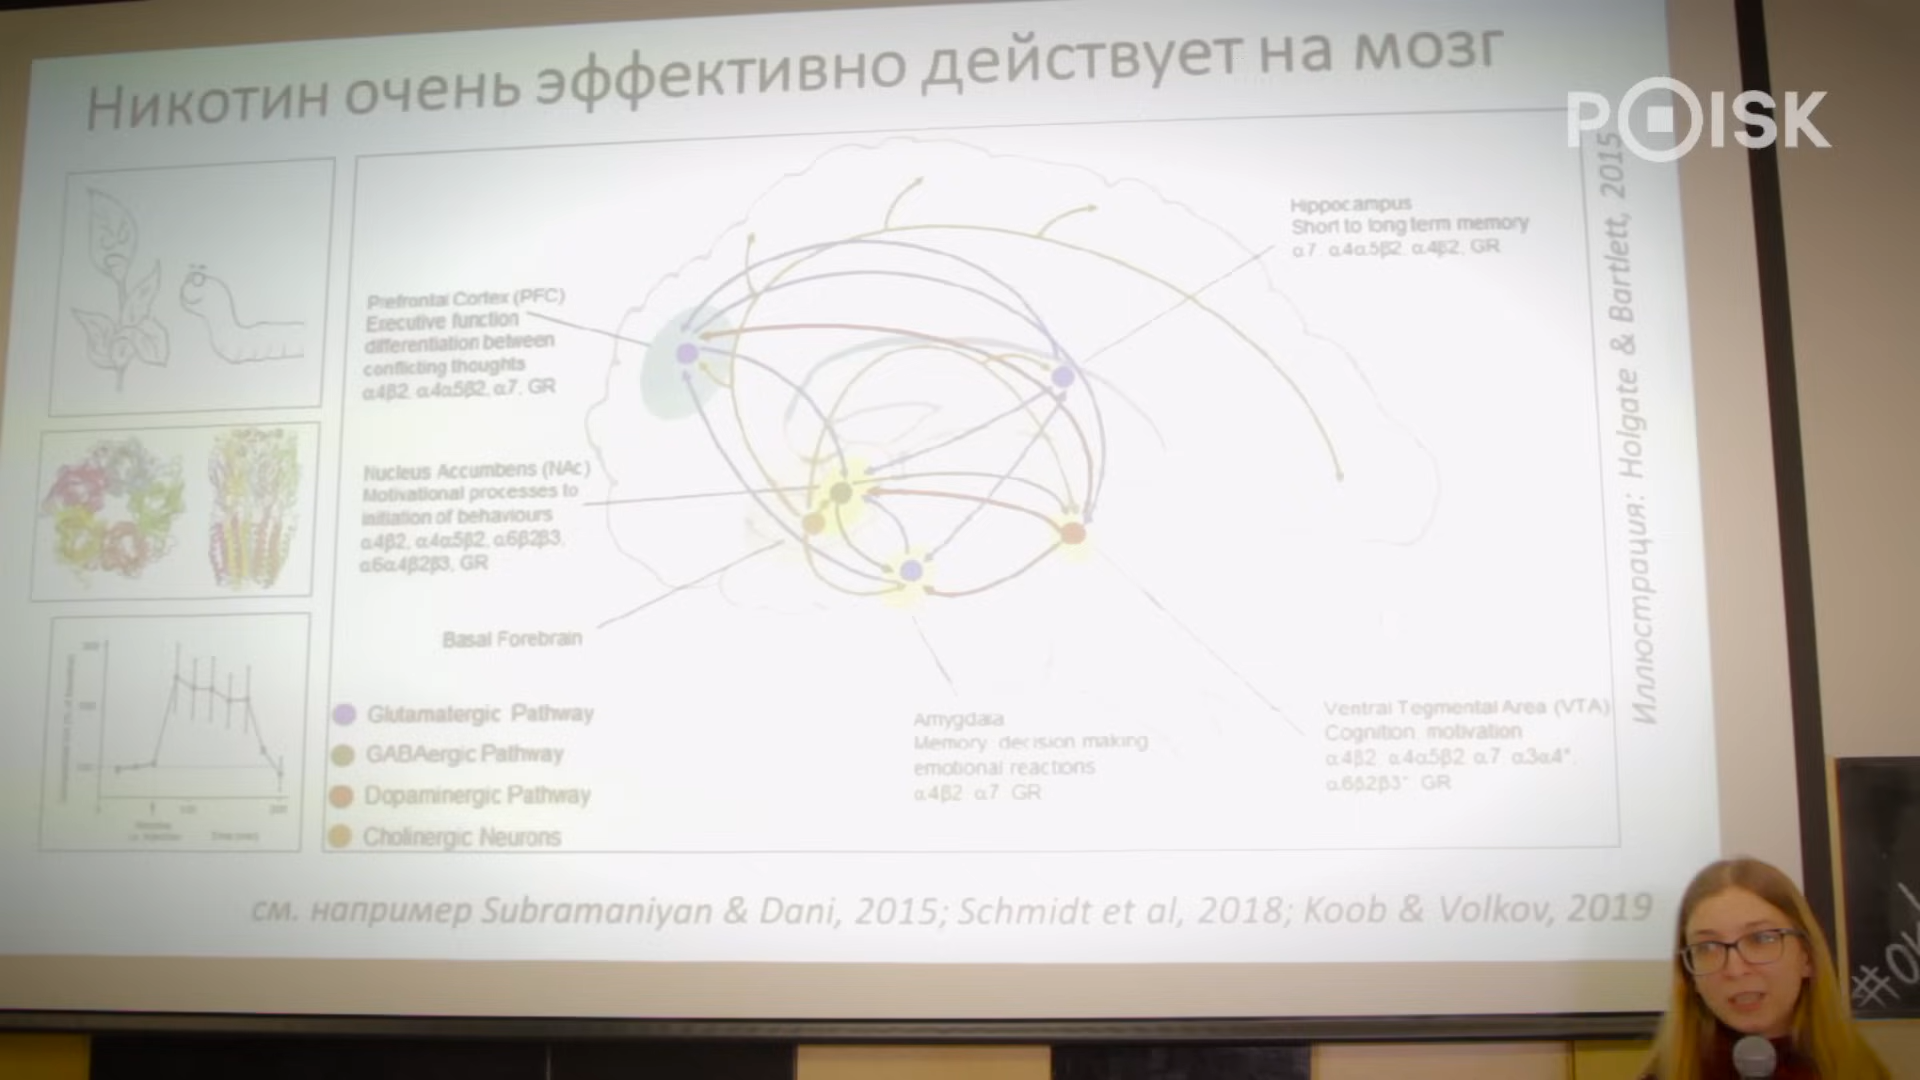 Никотин очень эффективно действует на мозг
POISK
Hippocampus
Short to long term memory
α7, α4α5β2, α4β2, GR
Prefrontal Cortex (PFC)
Executive function
differentiation between
conflicting thoughts
α4β2, α4α5β2, α7, GR
Nucleus Accumbens (NAc)
Motivational processes to
initiation of behaviours
α4β2, α4α5β2, α6β2β3,
α6α4β2β3, GR
Basal Forebrain
Glutamatergic Pathway
GABAergic Pathway
Dopaminergic Pathway
Cholinergic Neurons
Amygdala
Memory, decision making
emotional reactions
α4β2, α7, GR
Ventral Tegmental Area (VTA)
Cognition, motivation
α4β2, α4α5β2, α7, α3α4*,
α6β2β3*, GR
Иллюстрация: Holgate & Bartlett, 2015
см. например Subramaniyan & Dani, 2015; Schmidt et al, 2018; Koob & Volkov, 2019